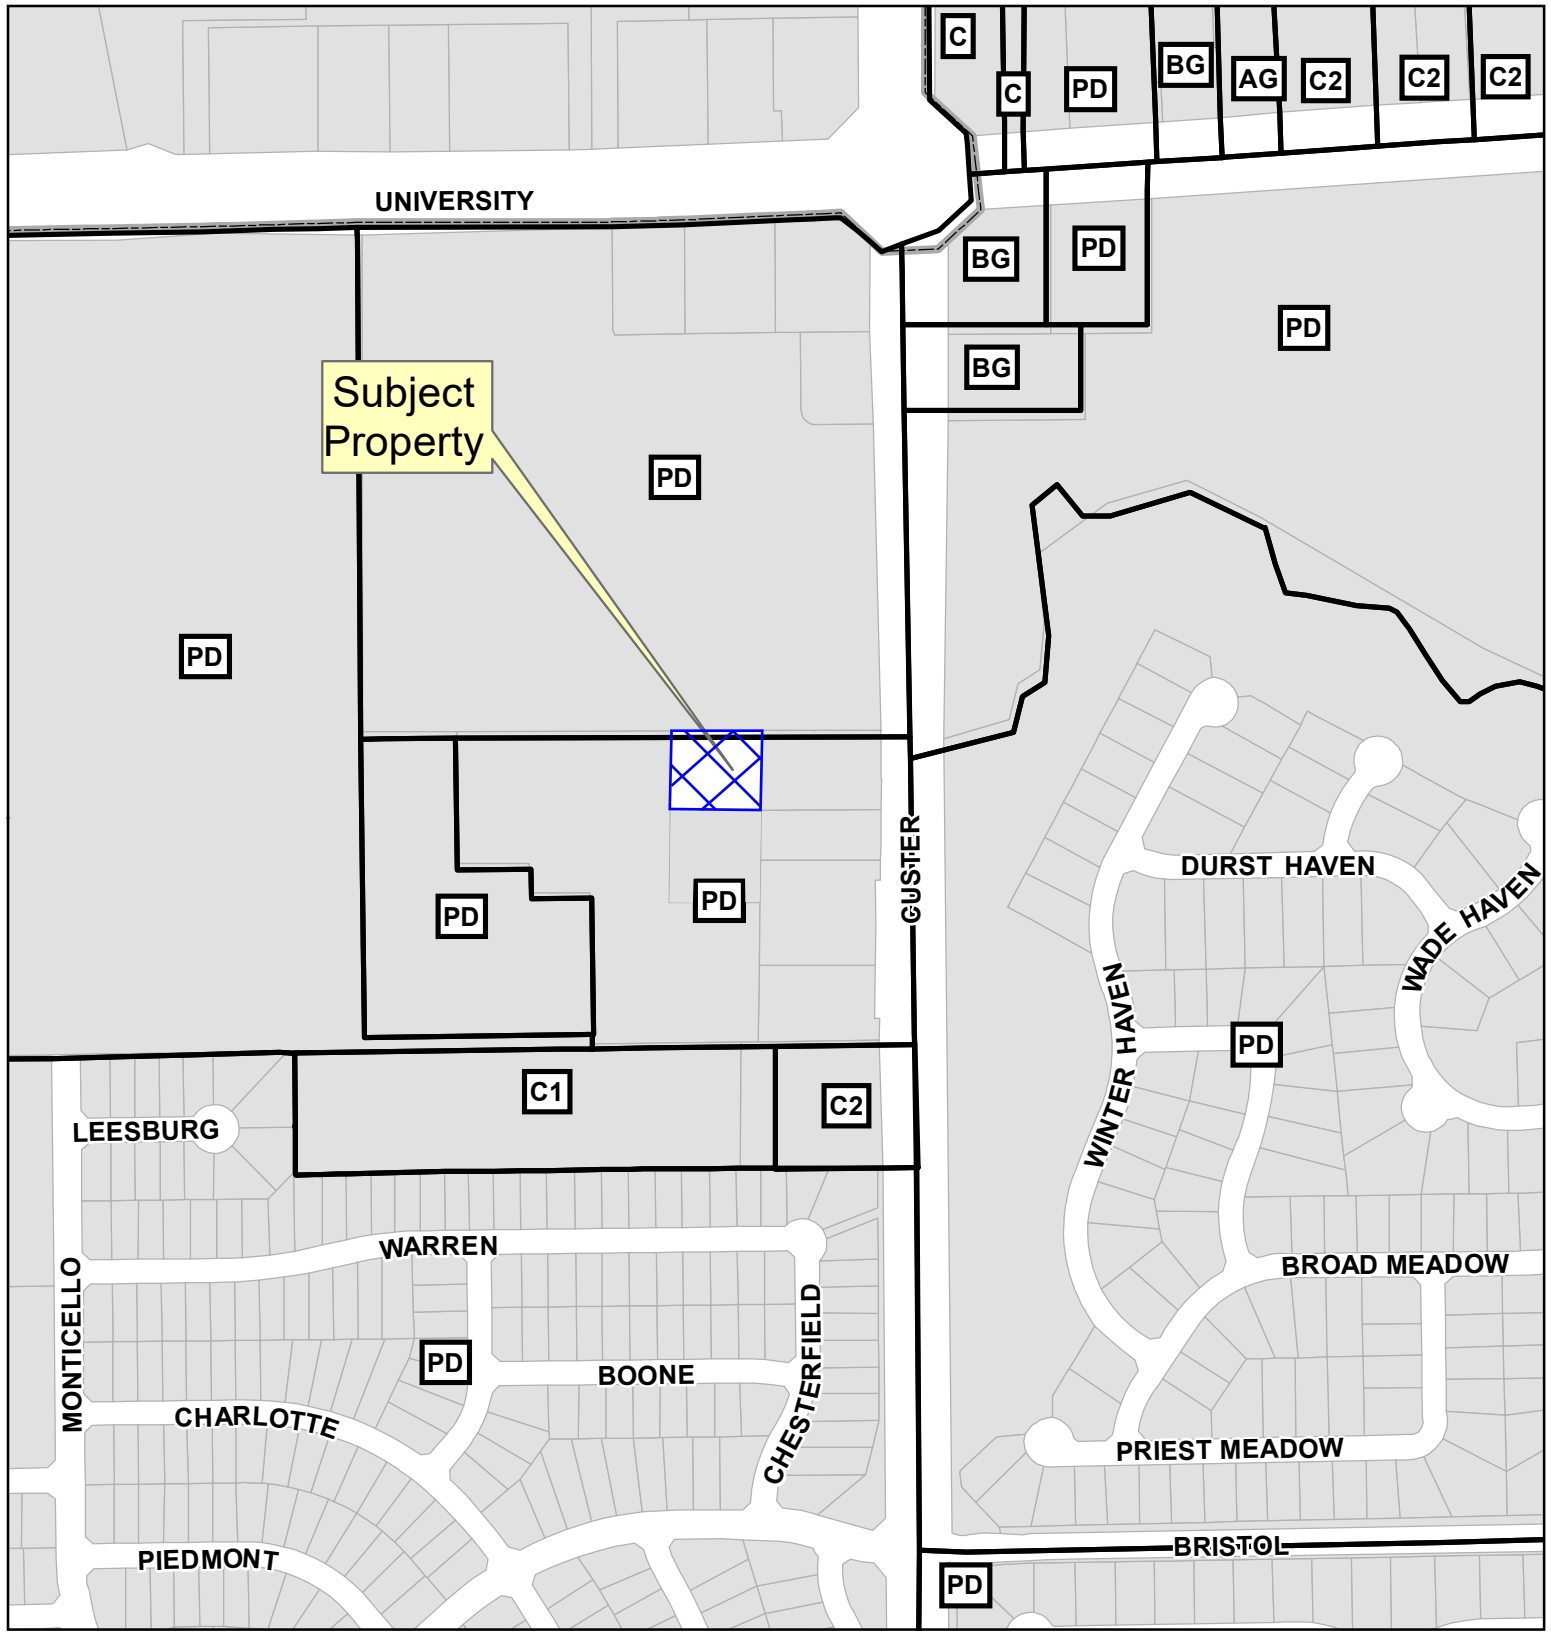 C
C
PD
BG
AG
C2
C2
C2
UNIVERSITY
BG
PD
PD
BG
Subject
Property
PD
PD
CUSTER
DURST HAVEN
WADE HAVEN
PD
PD
WINTER HAVEN
PD
C1
C2
LEESBURG
WARREN
MONTICELLO
BROAD MEADOW
CHESTERFIELD
PD
BOONE
CHARLOTTE
PRIEST MEADOW
PIEDMONT
BRISTOL
PD